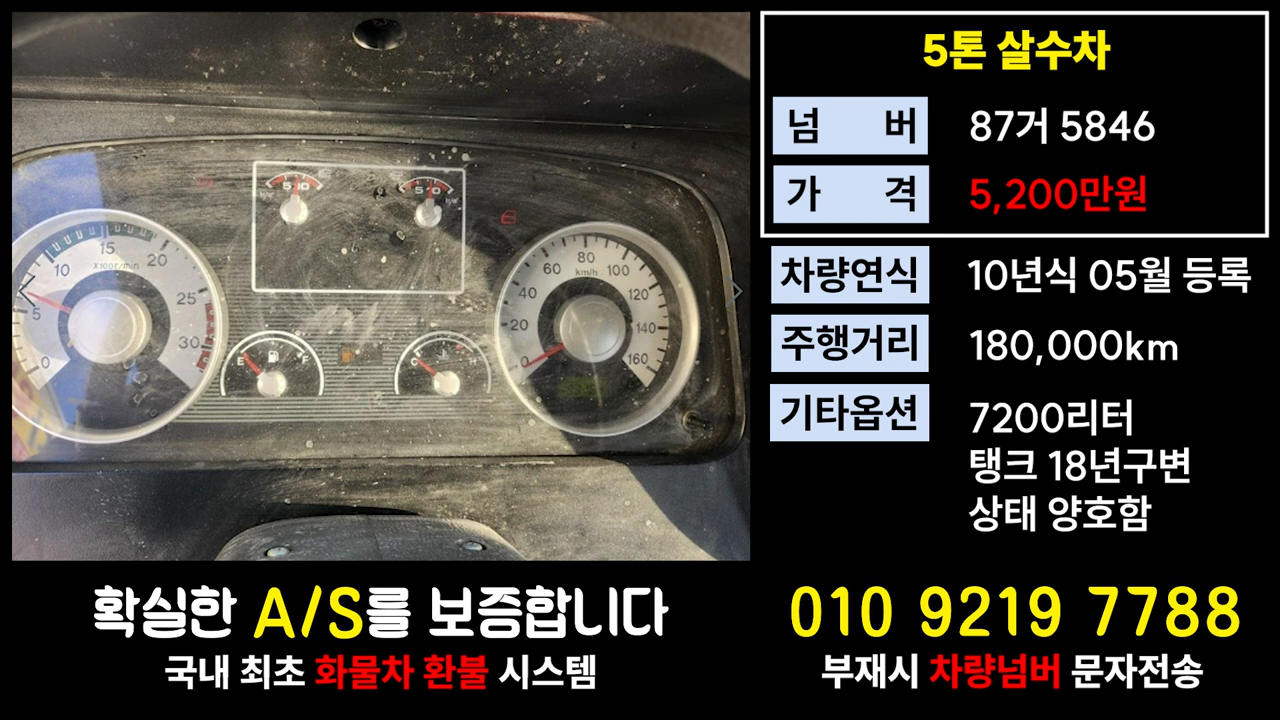 5톤 살수차
넘 버 87거 5846
가 격 5,200만원
차량연식 10년식 05월 등록
주행거리 180,000km
기타옵션 7200리터
탱크 18년구변
상태 양호함
0 5 10 15 20 25 30
X100r/min
5 10
5 10
E F
C
0 20 40 60 80 100 120 140 160
km/h
확실한 A/S를 보증합니다
국내 최초 화물차 환불 시스템
010 9219 7788
부재시 차량넘버 문자전송